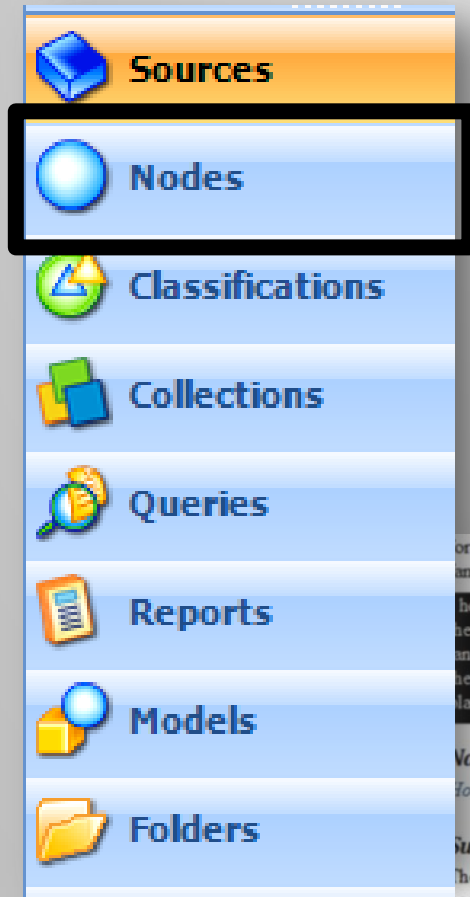 Sources
Nodes
Classifications
Collections
Queries
Reports
Models
Folders